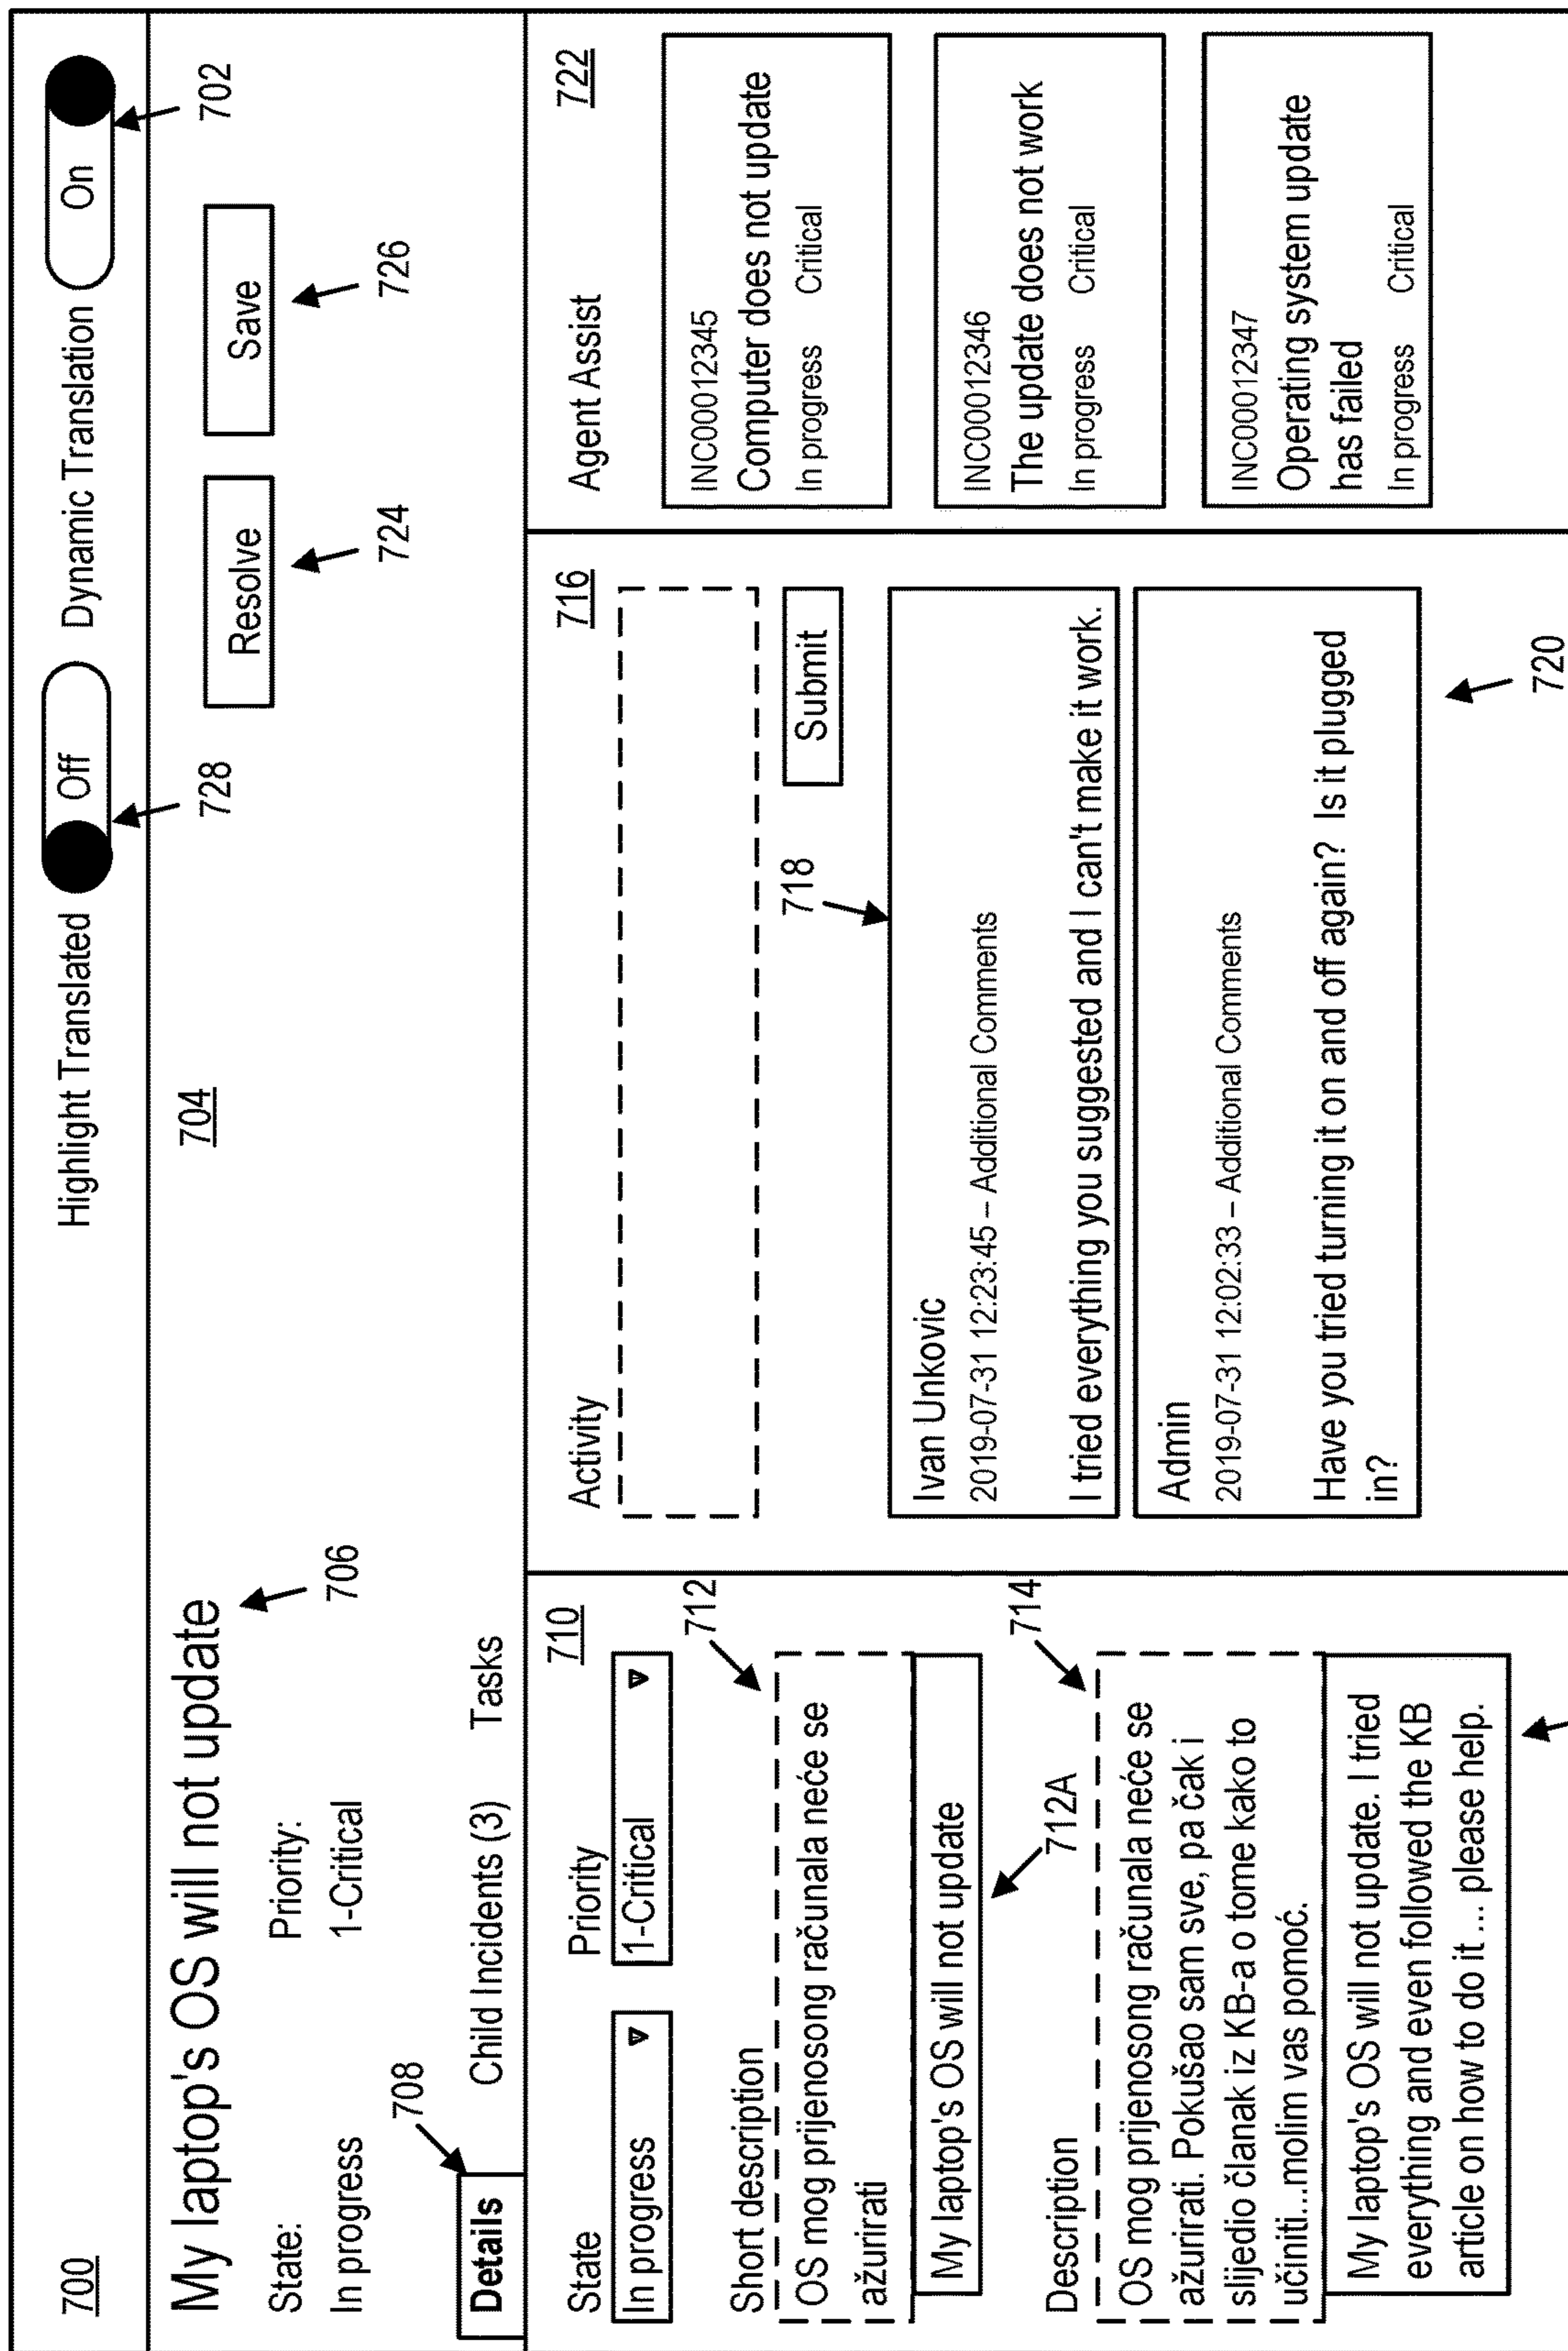 700
Highlight Translated
Off
728
Dynamic Translation
On
702
My laptop's OS will not update
706
704
State:
In progress
Priority:
1-Critical
Resolve
724
Save
726
708
Details
Child Incidents (3)
Tasks
710
State
In progress
Priority
1-Critical
712
Short description
OS mog prijenosong računala neće se
ažurirati
My laptop's OS will not update
712A
714
Description
OS mog prijenosong računala neće se
ažurirati. Pokušao sam sve, pa čak i
slijedio članak iz KB-a o tome kako to
učiniti...molim vas pomoć.
My laptop's OS will not update. I tried
everything and even followed the KB
article on how to do it ... please help.
Activity
716
Submit
718
Ivan Unkovic
2019-07-31 12:23:45 – Additional Comments
I tried everything you suggested and I can't make it work.
Admin
2019-07-31 12:02:33 – Additional Comments
Have you tried turning it on and off again? Is it plugged
in?
720
Agent Assist
722
INC00012345
Computer does not update
In progress
Critical
INC00012346
The update does not work
In progress
Critical
INC00012347
Operating system update
has failed
In progress
Critical